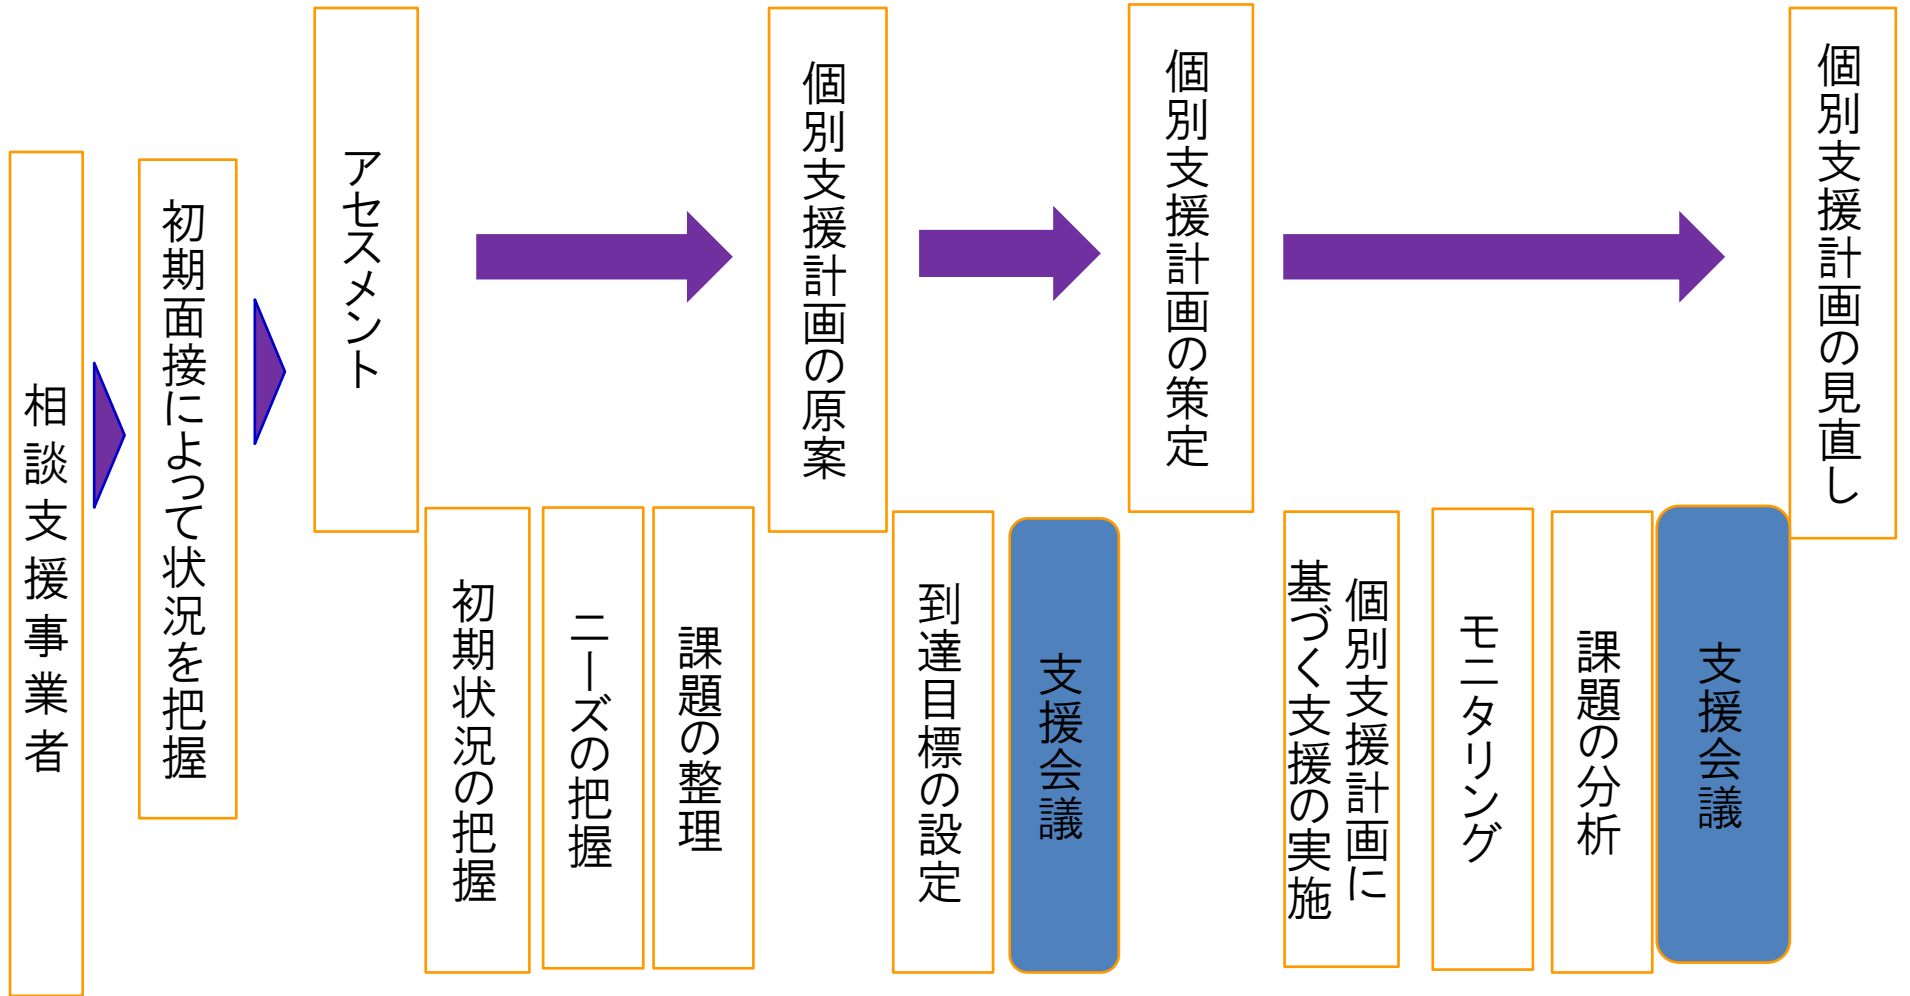 相談支援事業者
初期面接によって状況を把握
アセスメント
初期状況の把握
ニーズの把握
課題の整理
個別支援計画の原案
到達目標の設定
支援会議
個別支援計画の策定
個別支援計画に
基づく支援の実施
モニタリング
課題の分析
支援会議
個別支援計画の見直し